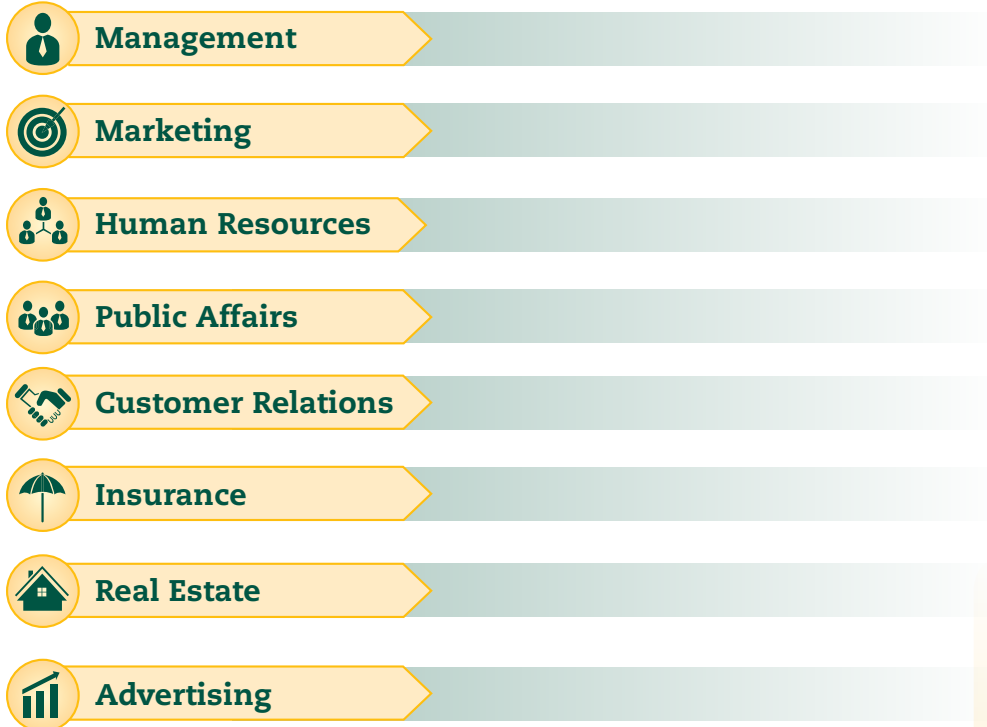 Management
Marketing
Human Resources
Public Affairs
Customer Relations
Insurance
Real Estate
Advertising